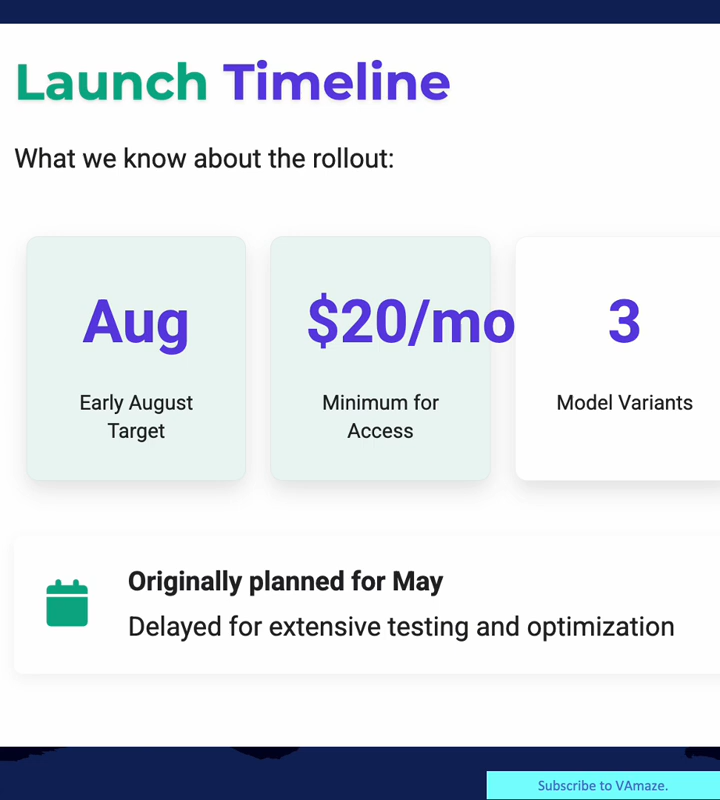 Launch Timeline
What we know about the rollout:
Aug
Early August
Target
$20/mo
Minimum for
Access
3
Model Variants
Originally planned for May
Delayed for extensive testing and optimization
Subscribe to VAmaze.